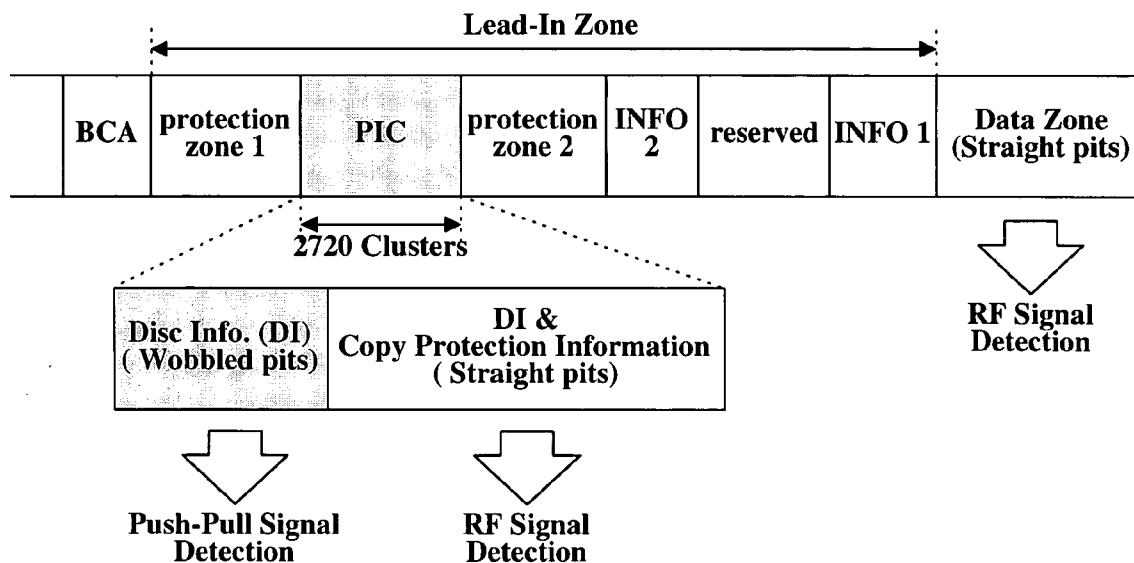 Lead-In Zone
BCA
protection
zone 1
PIC
protection
zone 2
INFO
2
reserved
INFO 1
Data Zone
(Straight pits)
2720 Clusters
Disc Info. (DI)
( Wobbled pits)
DI &
Copy Protection Information
( Straight pits)
RF Signal
Detection
Push-Pull Signal
Detection
RF Signal
Detection